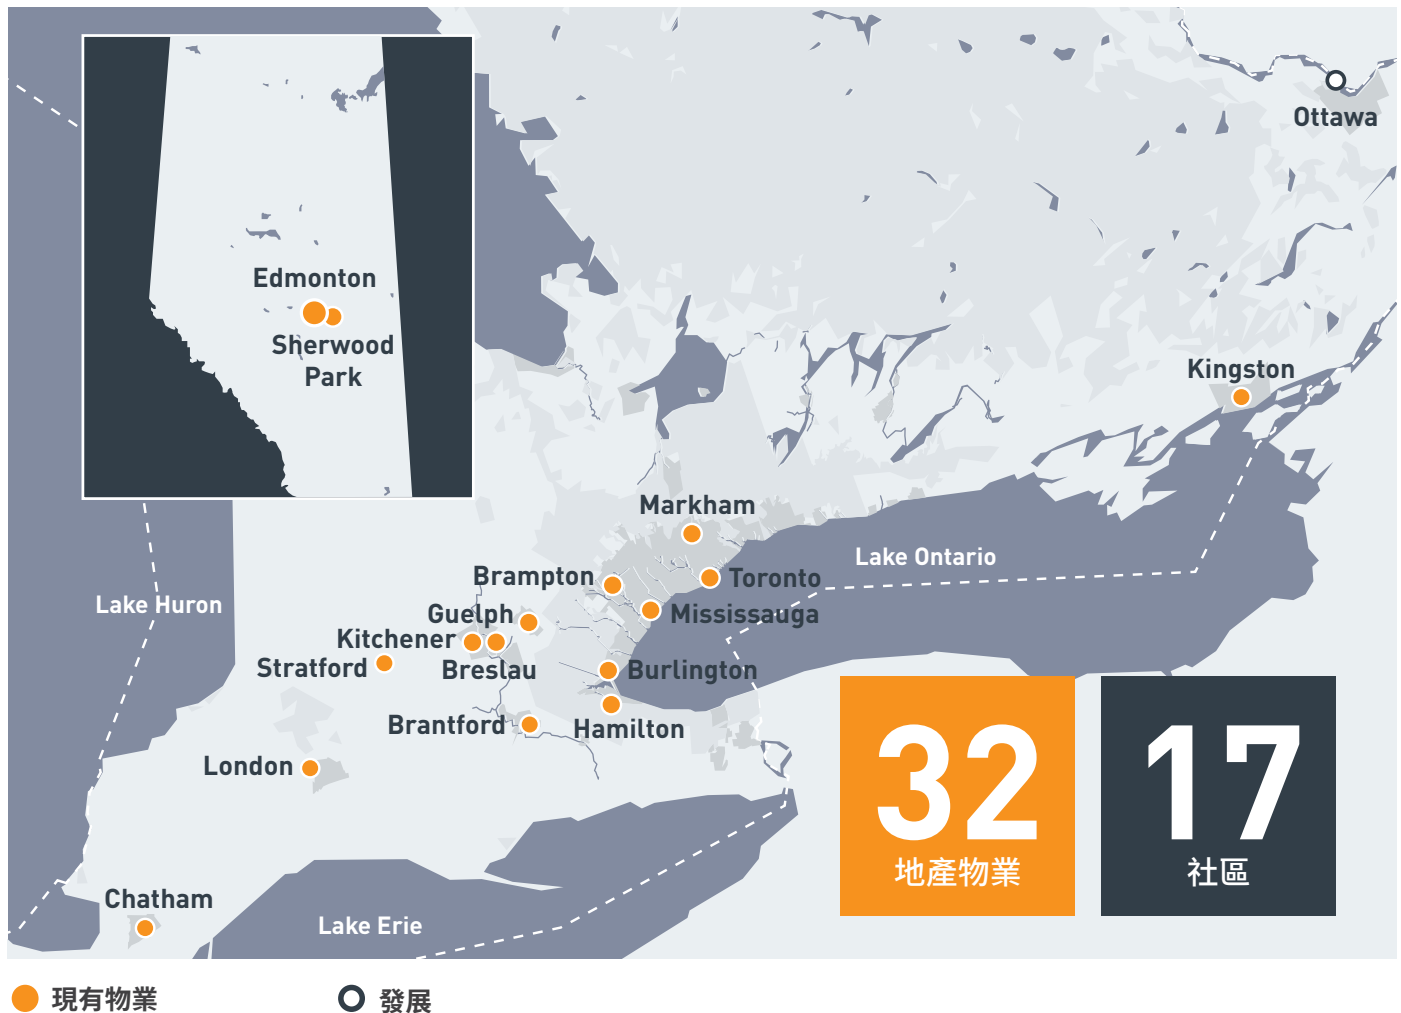 Ottawa
Edmonton
Sherwood
Park
Kingston
Markham
Lake Ontario
Brampton
Toronto
Lake Huron
Guelph
Mississauga
Kitchener
Stratford
Breslau
Burlington
Brantford
Hamilton
London
32
地產物業
17
社區
Chatham
Lake Erie
現有物業
發展